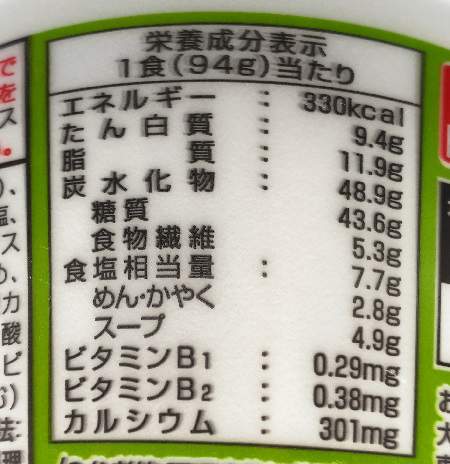 栄養成分表示
1食(94g)当たり
エネルギー : 330kcal
たん白質 : 9.4g
脂質 : 11.9g
炭水化物 : 48.9g
糖質 43.6g
食物繊維 5.3g
食塩相当量 : 7.7g
めん・かやく 2.8g
スープ 4.9g
ビタミンB1 : 0.29mg
ビタミンB2 : 0.38mg
カルシウム : 301mg